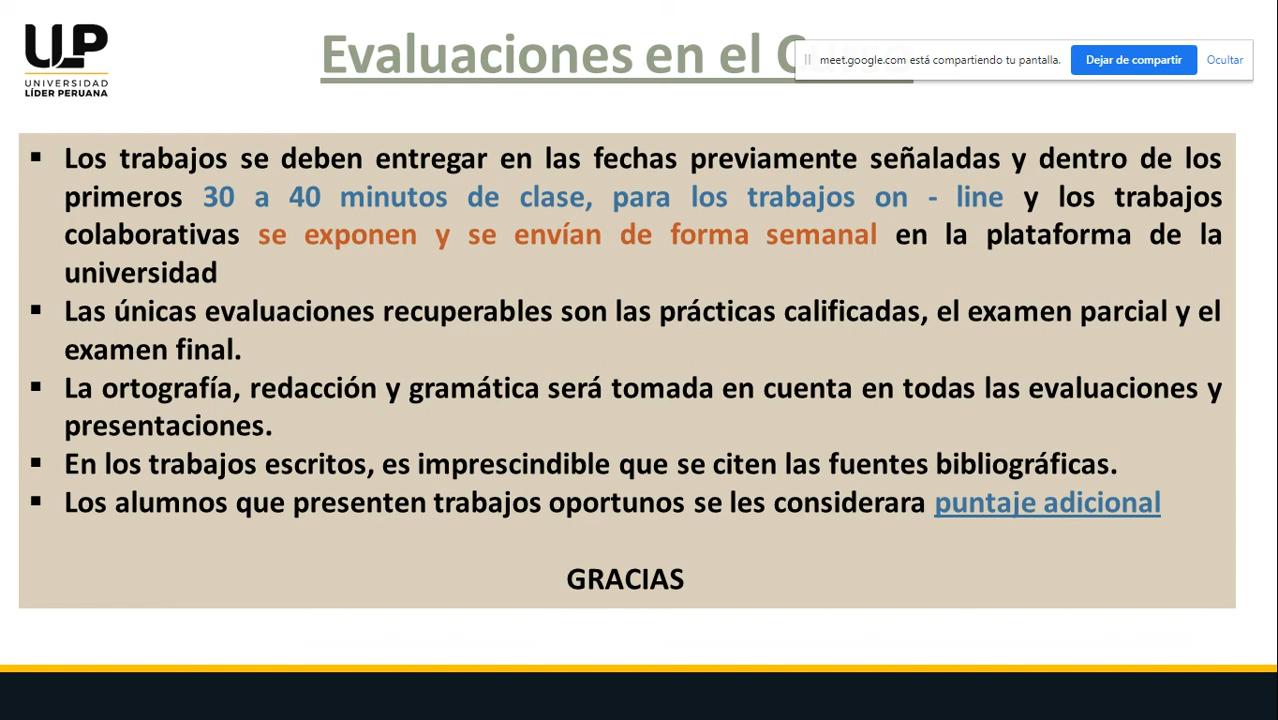 ULP
UNIVERSIDAD
LÍDER PERUANA
Evaluaciones en el
meet.google.com está compartiendo tu pantalla.
Dejar de compartir
Ocultar
▪ Los trabajos se deben entregar en las fechas previamente señaladas y dentro de los
primeros 30 a 40 minutos de clase, para los trabajos on - line y los trabajos
colaborativas se exponen y se envían de forma semanal en la plataforma de la
universidad
▪ Las únicas evaluaciones recuperables son las prácticas calificadas, el examen parcial y el
examen final.
▪ La ortografía, redacción y gramática será tomada en cuenta en todas las evaluaciones y
presentaciones.
▪ En los trabajos escritos, es imprescindible que se citen las fuentes bibliográficas.
▪ Los alumnos que presenten trabajos oportunos se les considerara puntaje adicional
GRACIAS